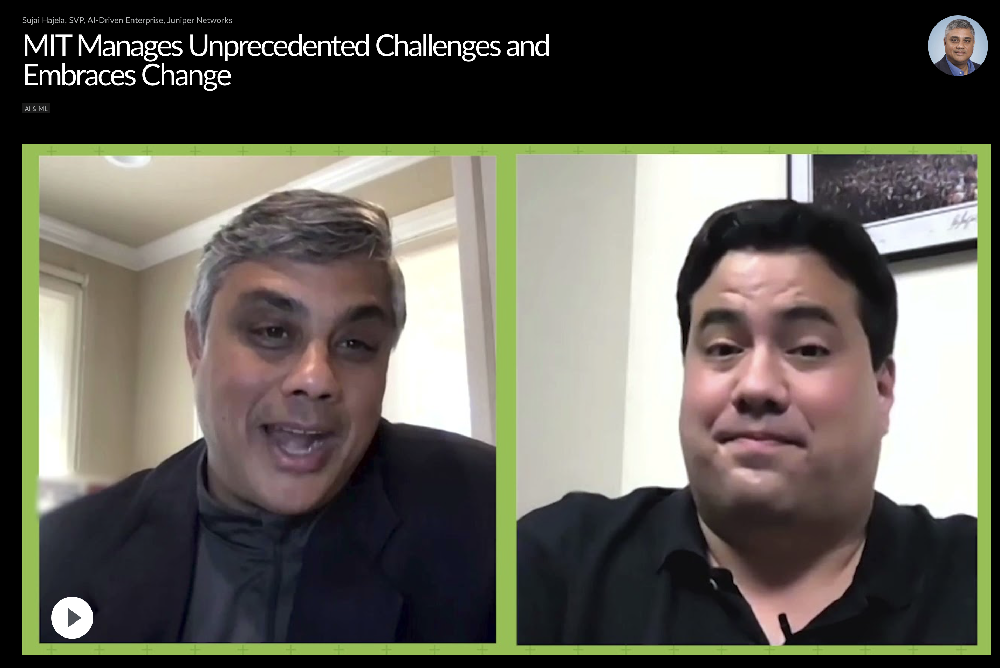 Sujai Hajela, SVP, AI-Driven Enterprise, Juniper Networks
MIT Manages Unprecedented Challenges and
Embraces Change
AI & ML